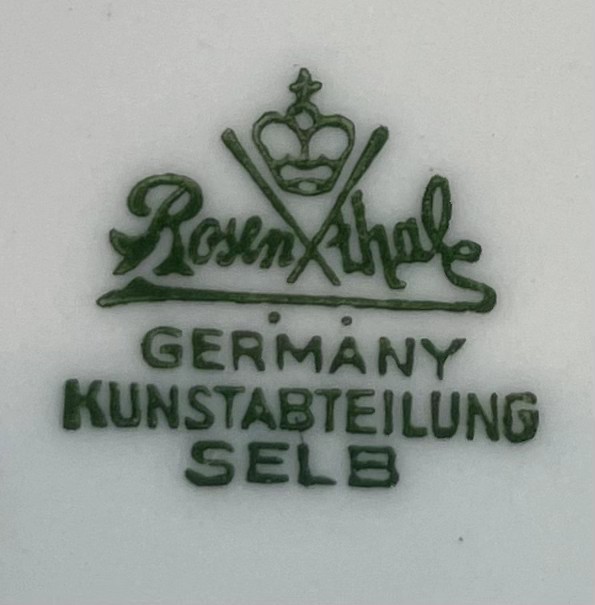 Rosenthal
GERMANY
KUNSTABTEILUNG
SELB